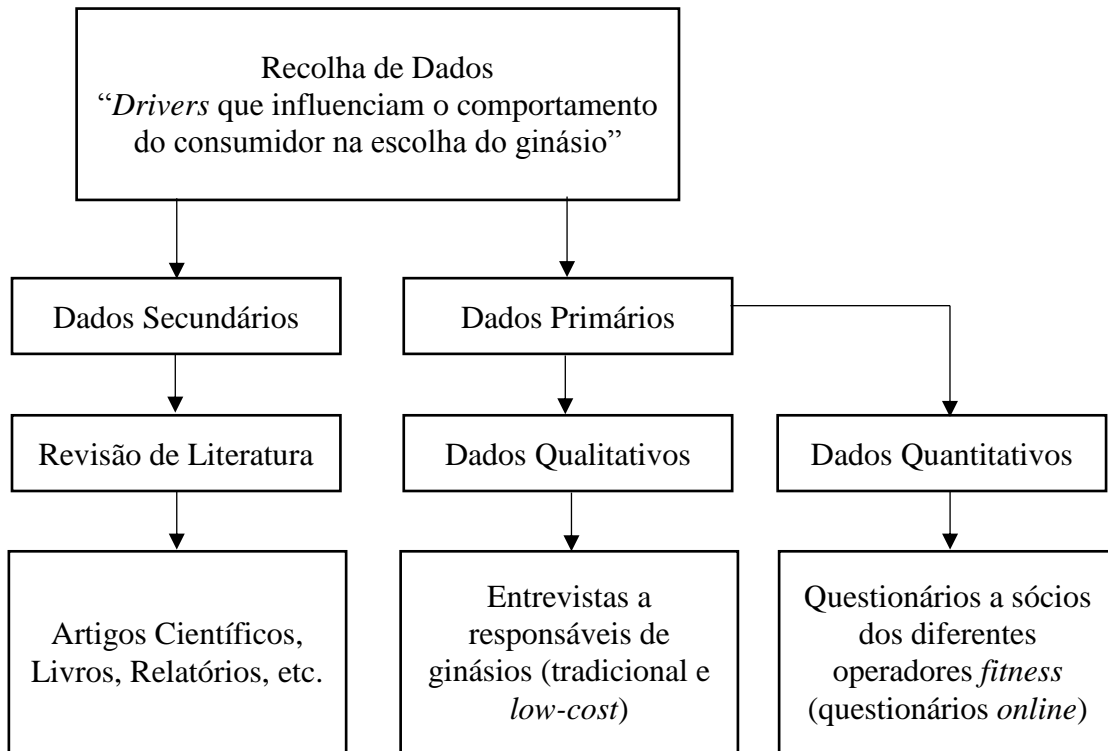 Recolha de Dados
“Drivers que influenciam o comportamento
do consumidor na escolha do ginásio”
Dados Secundários
Dados Primários
Revisão de Literatura
Dados Qualitativos
Dados Quantitativos
Artigos Científicos,
Livros, Relatórios, etc.
Entrevistas a
responsáveis de
ginásios (tradicional e
low-cost)
Questionários a sócios
dos diferentes
operadores fitness
(questionários online)